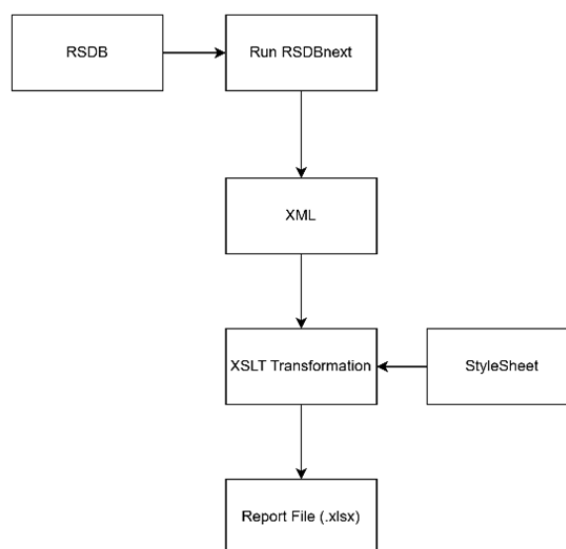 RSDB
Run RSDBnext
XML
XSLT Transformation
StyleSheet
Report File (.xlsx)